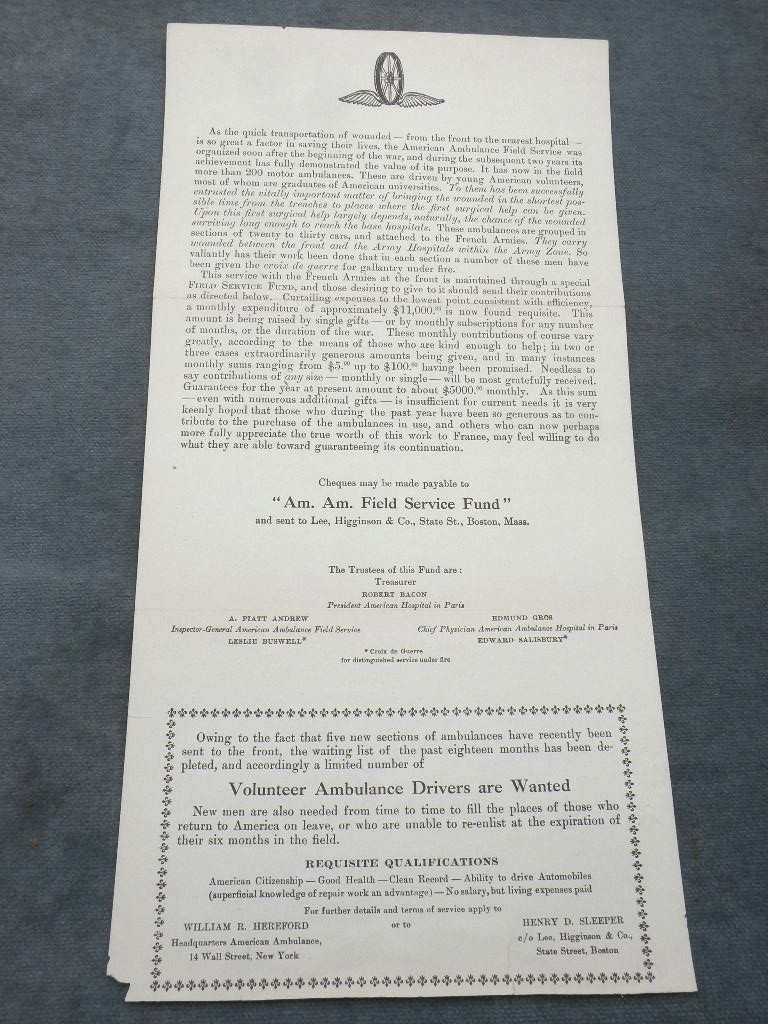 As the quick transportation of wounded — from the front to the nearest hospital —
is so great a factor in saving their lives, the American Ambulance Field Service was
organized soon after the beginning of the war, and during the subsequent two years its
achievement has fully demonstrated the value of its purpose. It has now in the field
more than 200 motor ambulances. These are driven by young American volunteers,
most of whom are graduates of American universities. To them has been successfully
entrusted the vitally important matter of bringing the wounded in the shortest pos-
sible time from the trenches to places where the first surgical help can be given.
Upon this first surgical help largely depends, naturally, the chance of the wounded
surviving long enough to reach the base hospitals. These ambulances are grouped in
sections of twenty to thirty cars, and attached to the French Armies. They carry
wounded between the front and the Army Hospitals within the Army Zone. So
valiantly has their work been done that in each section a number of these men have
been given the croix de guerre for gallantry under fire.
This service with the French Armies at the front is maintained through a special
FIELD SERVICE FUND, and those desiring to give to it should send their contributions
as directed below. Curtailing expenses to the lowest point consistent with efficiency,
a monthly expenditure of approximately $11,000.00 is now found requisite. This
amount is being raised by single gifts — or by monthly subscriptions for any number
of months, or the duration of the war. These monthly contributions of course vary
greatly, according to the means of those who are kind enough to help; in two or
three cases extraordinarily generous amounts being given, and in many instances
monthly sums ranging from $5.00 up to $100.00 having been promised. Needless to
say contributions of any size — monthly or single — will be most gratefully received.
Guarantees for the year at present amount to about $5000.00 monthly. As this sum
— even with numerous additional gifts — is insufficient for current needs it is very
keenly hoped that those who during the past year have been so generous as to con-
tribute to the purchase of the ambulances in use, and others who can now perhaps
more fully appreciate the true worth of this work to France, may feel willing to do
what they are able toward guaranteeing its continuation.
Cheques may be made payable to
"Am. Am. Field Service Fund"
and sent to Lee, Higginson & Co., State St., Boston, Mass.
The Trustees of this Fund are:
Treasurer
ROBERT BACON
President American Hospital in Paris
A. PIATT ANDREW
Inspector-General American Ambulance Field Service
LESLIE BUSWELL*
EDMUND GROS
Chief Physician American Ambulance Hospital in Paris
EDWARD SALISBURY*
* Croix de Guerre
for distinguished service under fire
Owing to the fact that five new sections of ambulances have recently been
sent to the front, the waiting list of the past eighteen months has been de-
pleted, and accordingly a limited number of
Volunteer Ambulance Drivers are Wanted
New men are also needed from time to time to fill the places of those who
return to America on leave, or who are unable to re-enlist at the expiration of
their six months in the field.
REQUISITE QUALIFICATIONS
American Citizenship — Good Health — Clean Record — Ability to drive Automobiles
(superficial knowledge of repair work an advantage) — No salary, but living expenses paid
For further details and terms of service apply to
WILLIAM R. HEREFORD
Headquarters American Ambulance,
14 Wall Street, New York
or to
HENRY D. SLEEPER
c/o Lee, Higginson & Co.,
State Street, Boston